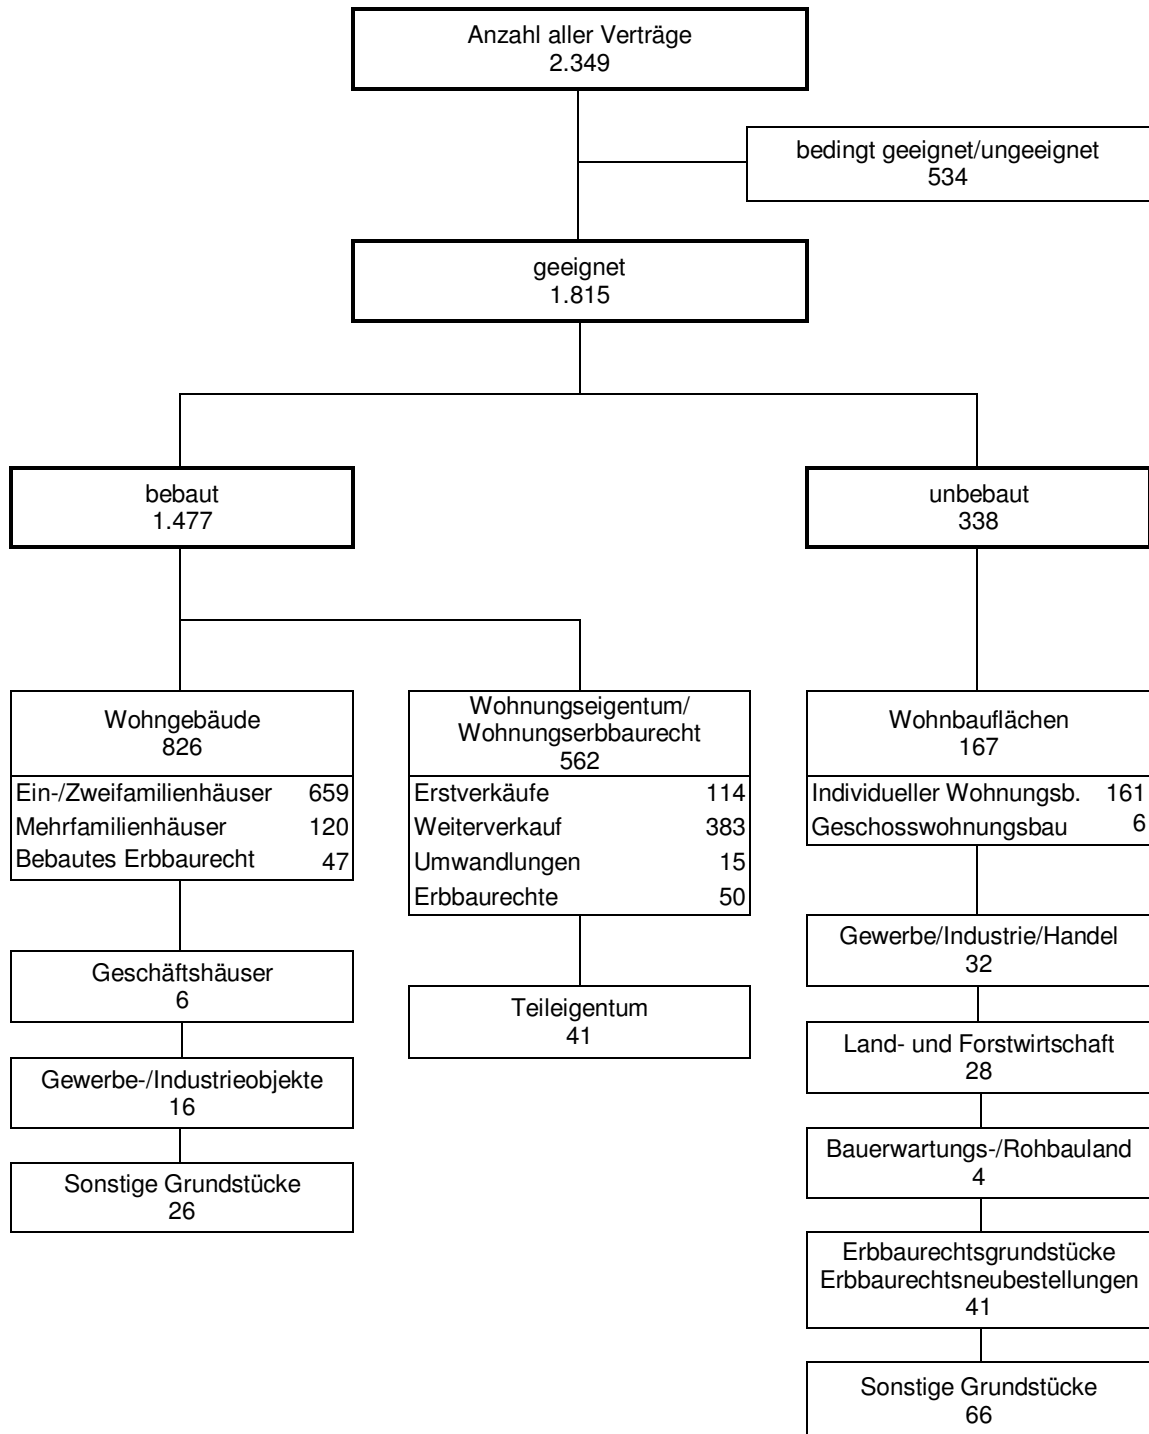 Anzahl aller Verträge
2.349
bedingt geeignet/ungeeignet
534
geeignet
1.815
bebaut
1.477
unbebaut
338
Wohngebäude
826
Ein-/Zweifamilienhäuser 659
Mehrfamilienhäuser 120
Bebautes Erbbaurecht 47
Geschäftshäuser
6
Gewerbe-/Industrieobjekte
16
Sonstige Grundstücke
26
Wohnungseigentum/
Wohnungserbbaurecht
562
Erstverkäufe 114
Weiterverkauf 383
Umwandlungen 15
Erbbaurechte 50
Teileigentum
41
Wohnbauflächen
167
Individueller Wohnungsb. 161
Geschosswohnungsbau 6
Gewerbe/Industrie/Handel
32
Land- und Forstwirtschaft
28
Bauerwartungs-/Rohbauland
4
Erbbaurechtsgrundstücke
Erbbaurechtsneubestellungen
41
Sonstige Grundstücke
66